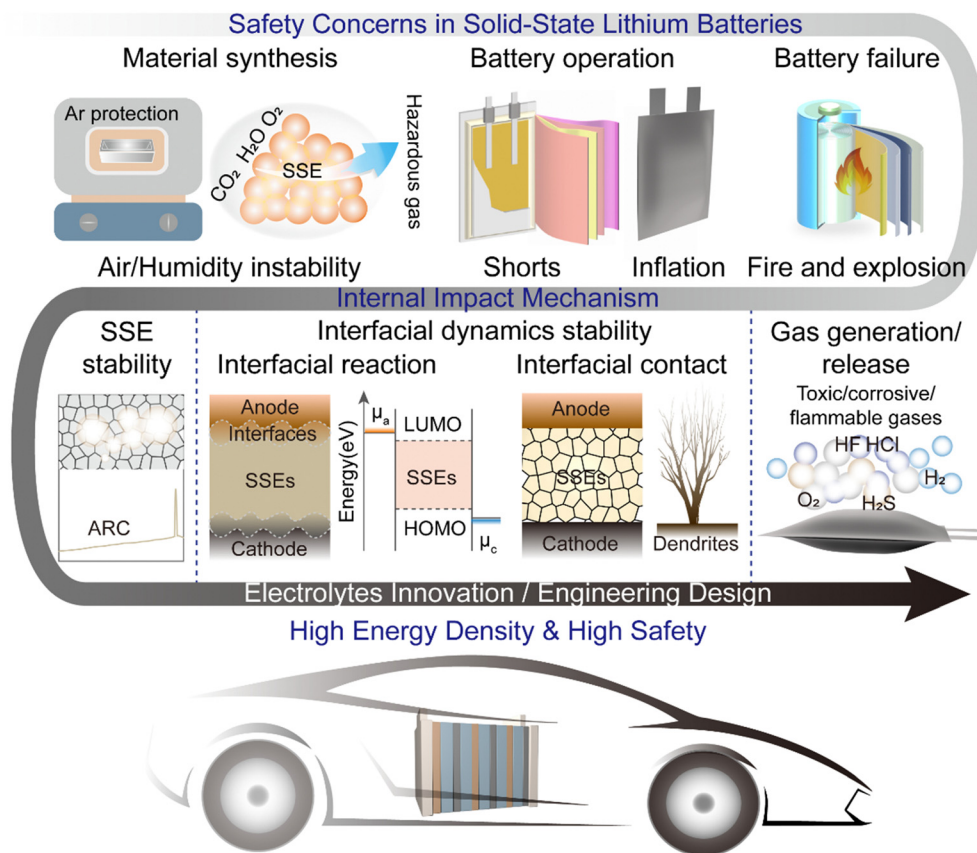 Safety Concerns in Solid-State Lithium Batteries
Material synthesis
Battery operation
Battery failure
Ar protection
CO₂ H₂O O₂
SSE
Hazardous gas
Air/Humidity instability
Shorts
Inflation
Fire and explosion
Internal Impact Mechanism
SSE
stability
Interfacial dynamics stability
Interfacial reaction
Interfacial contact
Gas generation/
release
ARC
Anode
Interfaces
SSEs
Cathode
Energy(eV)
μₐ
LUMO
SSEs
HOMO
μ꜀
Anode
SSEs
Cathode
Dendrites
Toxic/corrosive/
flammable gases
HF HCl
H₂
O₂
H₂S
Electrolytes Innovation / Engineering Design
High Energy Density & High Safety